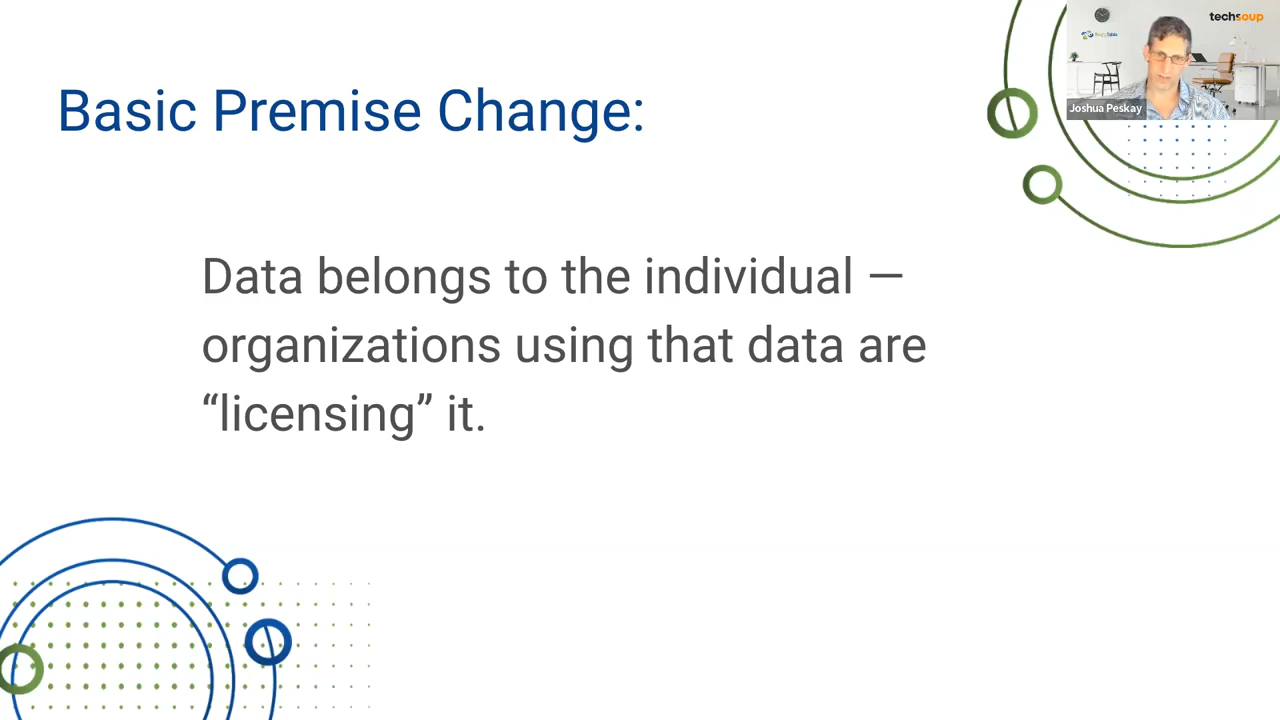 Basic Premise Change:
Data belongs to the individual —
organizations using that data are
“licensing” it.
techsoup
Joshua Peskay